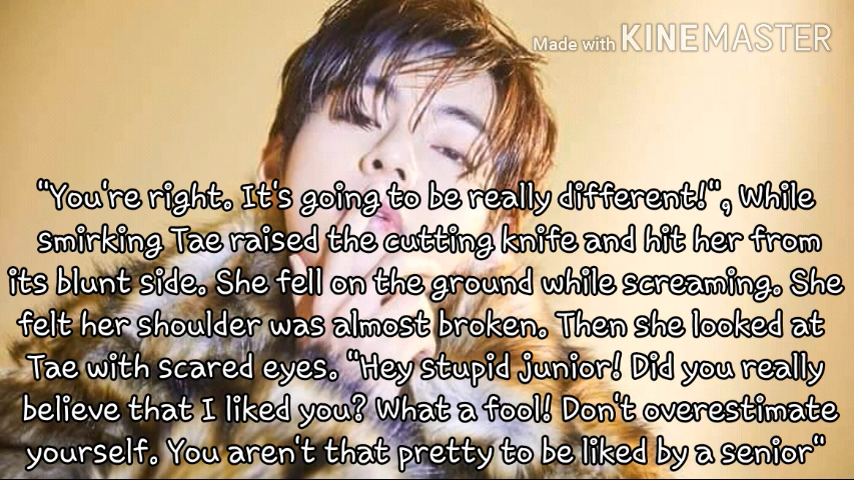 Made with KINEMASTER
"You're right. It's going to be really different!", While
smirking Tae raised the cutting knife and hit her from
its blunt side. She fell on the ground while screaming. She
felt her shoulder was almost broken. Then she looked at
Tae with scared eyes. "Hey stupid junior! Did you really
believe that I liked you? What a fool! Don't overestimate
yourself. You aren't that pretty to be liked by a senior"